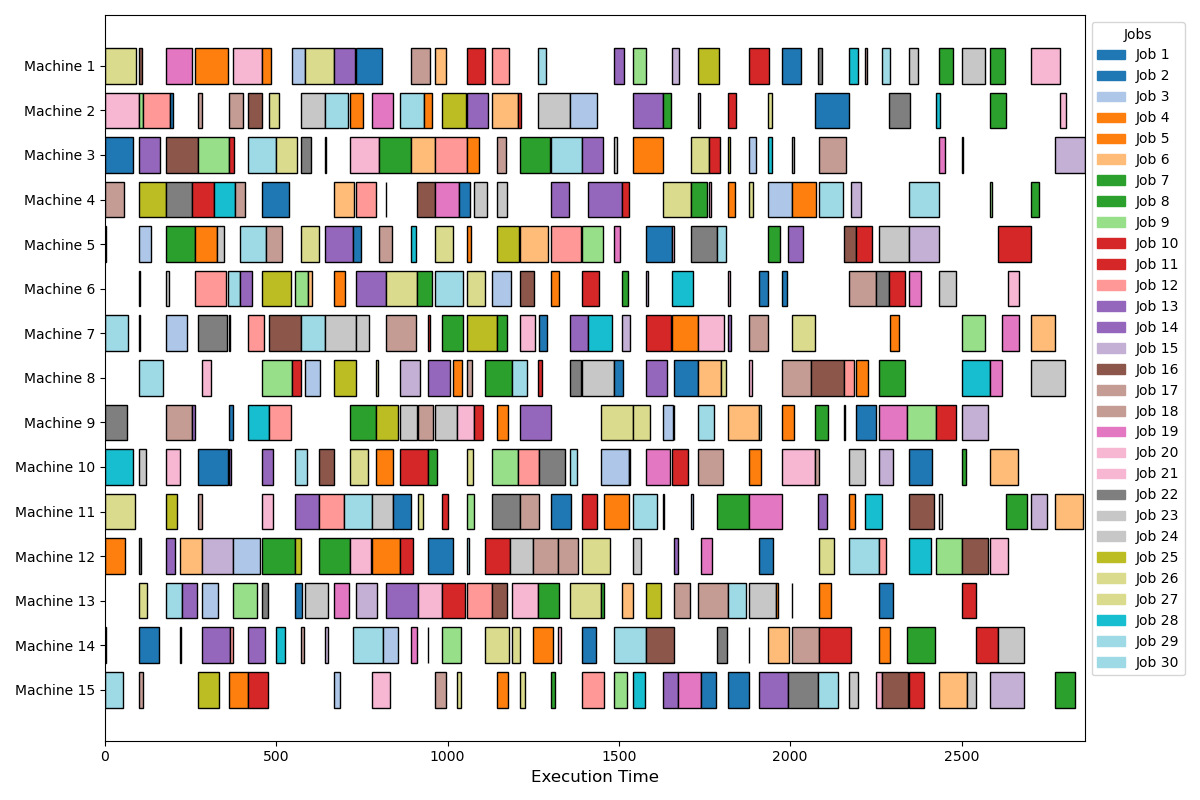 Machine 1
Machine 2
Machine 3
Machine 4
Machine 5
Machine 6
Machine 7
Machine 8
Machine 9
Machine 10
Machine 11
Machine 12
Machine 13
Machine 14
Machine 15
0 500 1000 1500 2000 2500
Execution Time
Jobs
Job 1
Job 2
Job 3
Job 4
Job 5
Job 6
Job 7
Job 8
Job 9
Job 10
Job 11
Job 12
Job 13
Job 14
Job 15
Job 16
Job 17
Job 18
Job 19
Job 20
Job 21
Job 22
Job 23
Job 24
Job 25
Job 26
Job 27
Job 28
Job 29
Job 30